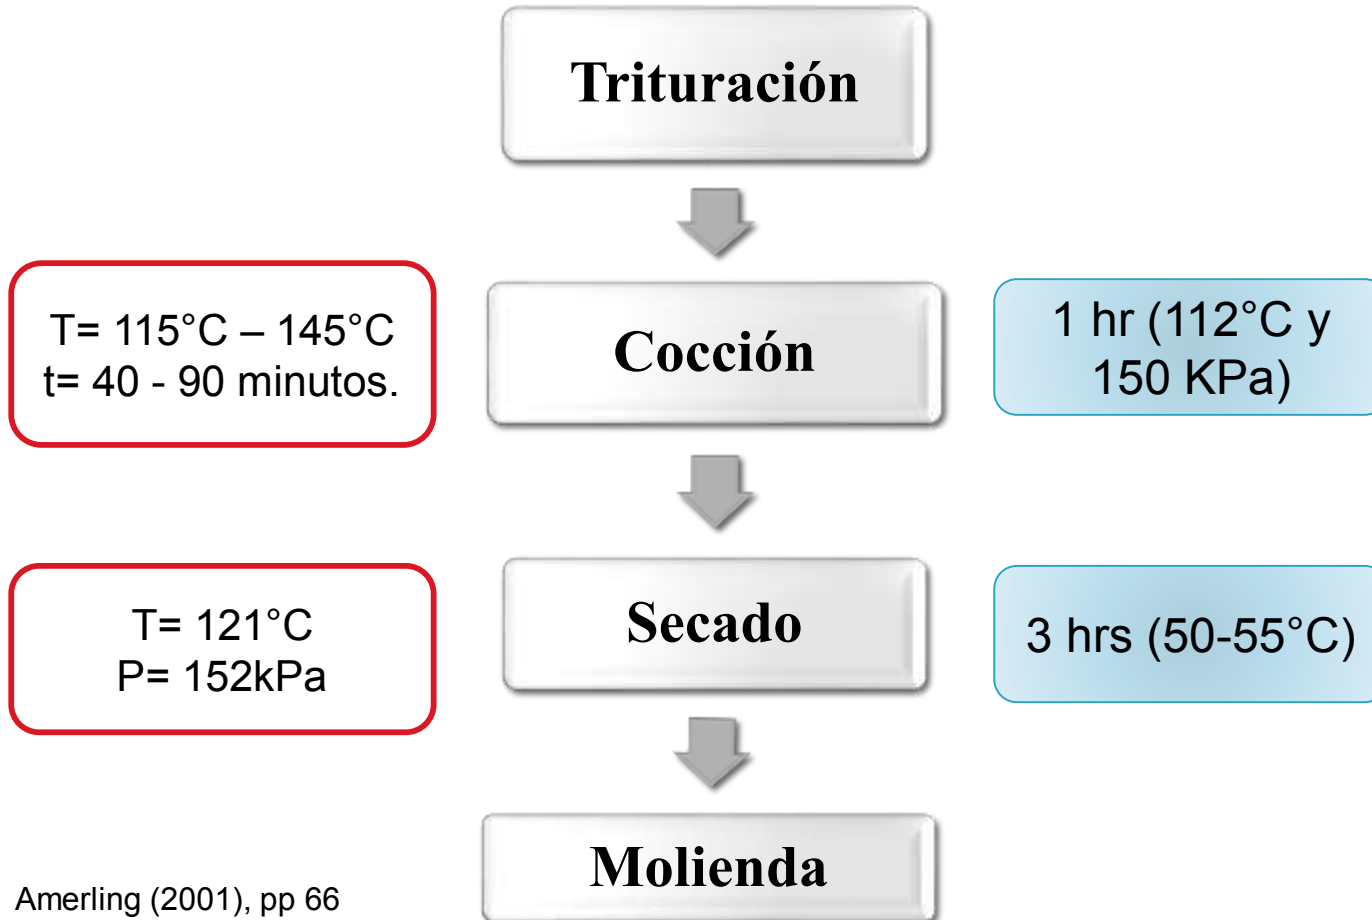 Trituración
T= 115°C – 145°C
t= 40 - 90 minutos.
Cocción
1 hr (112°C y
150 KPa)
T= 121°C
P= 152kPa
Secado
3 hrs (50-55°C)
Molienda
Amerling (2001), pp 66